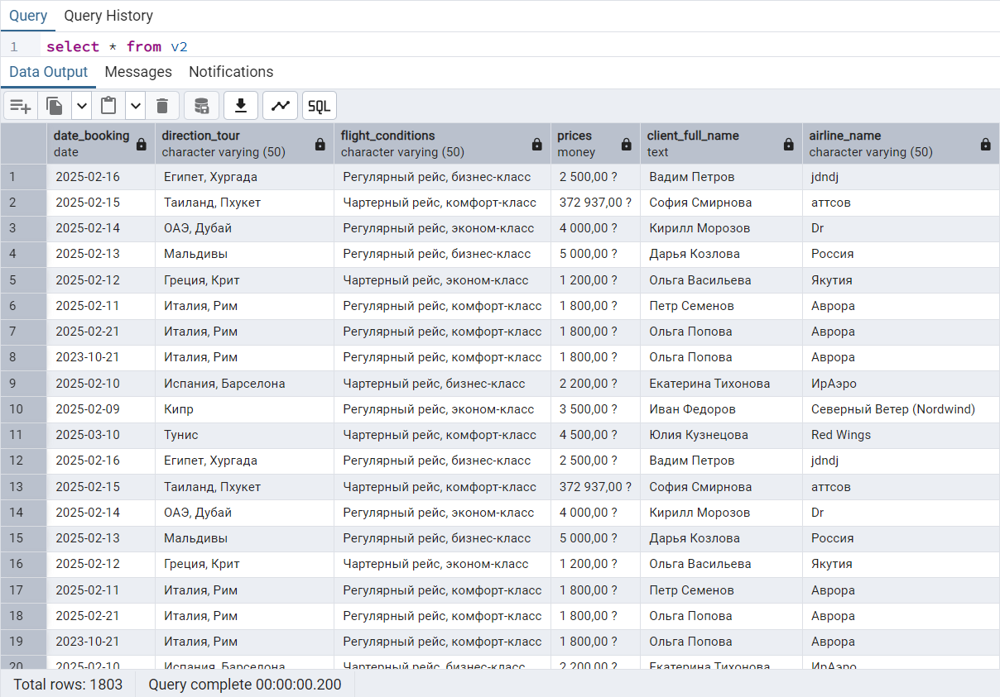 Query Query History
1 select * from v2
Data Output Messages Notifications
SQL
date_booking direction_tour flight_conditions prices client_full_name airline_name
date character varying (50) character varying (50) money text character varying (50)
1 2025-02-16 Египет, Хургада Регулярный рейс, бизнес-класс 2 500,00 ? Вадим Петров jdndj
2 2025-02-15 Таиланд, Пхукет Чартерный рейс, комфорт-класс 372 937,00 ? София Смирнова аттсов
3 2025-02-14 ОАЭ, Дубай Регулярный рейс, эконом-класс 4 000,00 ? Кирилл Морозов Dr
4 2025-02-13 Мальдивы Регулярный рейс, бизнес-класс 5 000,00 ? Дарья Козлова Россия
5 2025-02-12 Греция, Крит Чартерный рейс, эконом-класс 1 200,00 ? Ольга Васильева Якутия
6 2025-02-11 Италия, Рим Регулярный рейс, комфорт-класс 1 800,00 ? Петр Семенов Аврора
7 2025-02-21 Италия, Рим Регулярный рейс, комфорт-класс 1 800,00 ? Ольга Попова Аврора
8 2023-10-21 Италия, Рим Регулярный рейс, комфорт-класс 1 800,00 ? Ольга Попова Аврора
9 2025-02-10 Испания, Барселона Чартерный рейс, бизнес-класс 2 200,00 ? Екатерина Тихонова ИрАэро
10 2025-02-09 Кипр Регулярный рейс, эконом-класс 3 500,00 ? Иван Федоров Северный Ветер (Nordwind)
11 2025-03-10 Тунис Чартерный рейс, комфорт-класс 4 500,00 ? Юлия Кузнецова Red Wings
12 2025-02-16 Египет, Хургада Регулярный рейс, бизнес-класс 2 500,00 ? Вадим Петров jdndj
13 2025-02-15 Таиланд, Пхукет Чартерный рейс, комфорт-класс 372 937,00 ? София Смирнова аттсов
14 2025-02-14 ОАЭ, Дубай Регулярный рейс, эконом-класс 4 000,00 ? Кирилл Морозов Dr
15 2025-02-13 Мальдивы Регулярный рейс, бизнес-класс 5 000,00 ? Дарья Козлова Россия
16 2025-02-12 Греция, Крит Чартерный рейс, эконом-класс 1 200,00 ? Ольга Васильева Якутия
17 2025-02-11 Италия, Рим Регулярный рейс, комфорт-класс 1 800,00 ? Петр Семенов Аврора
18 2025-02-21 Италия, Рим Регулярный рейс, комфорт-класс 1 800,00 ? Ольга Попова Аврора
19 2023-10-21 Италия, Рим Регулярный рейс, комфорт-класс 1 800,00 ? Ольга Попова Аврора
20 2025-02-10 Испания, Барселона Чартерный рейс, бизнес-класс 2 200,00 ? Екатерина Тихонова ИрАэро
Total rows: 1803 Query complete 00:00:00.200